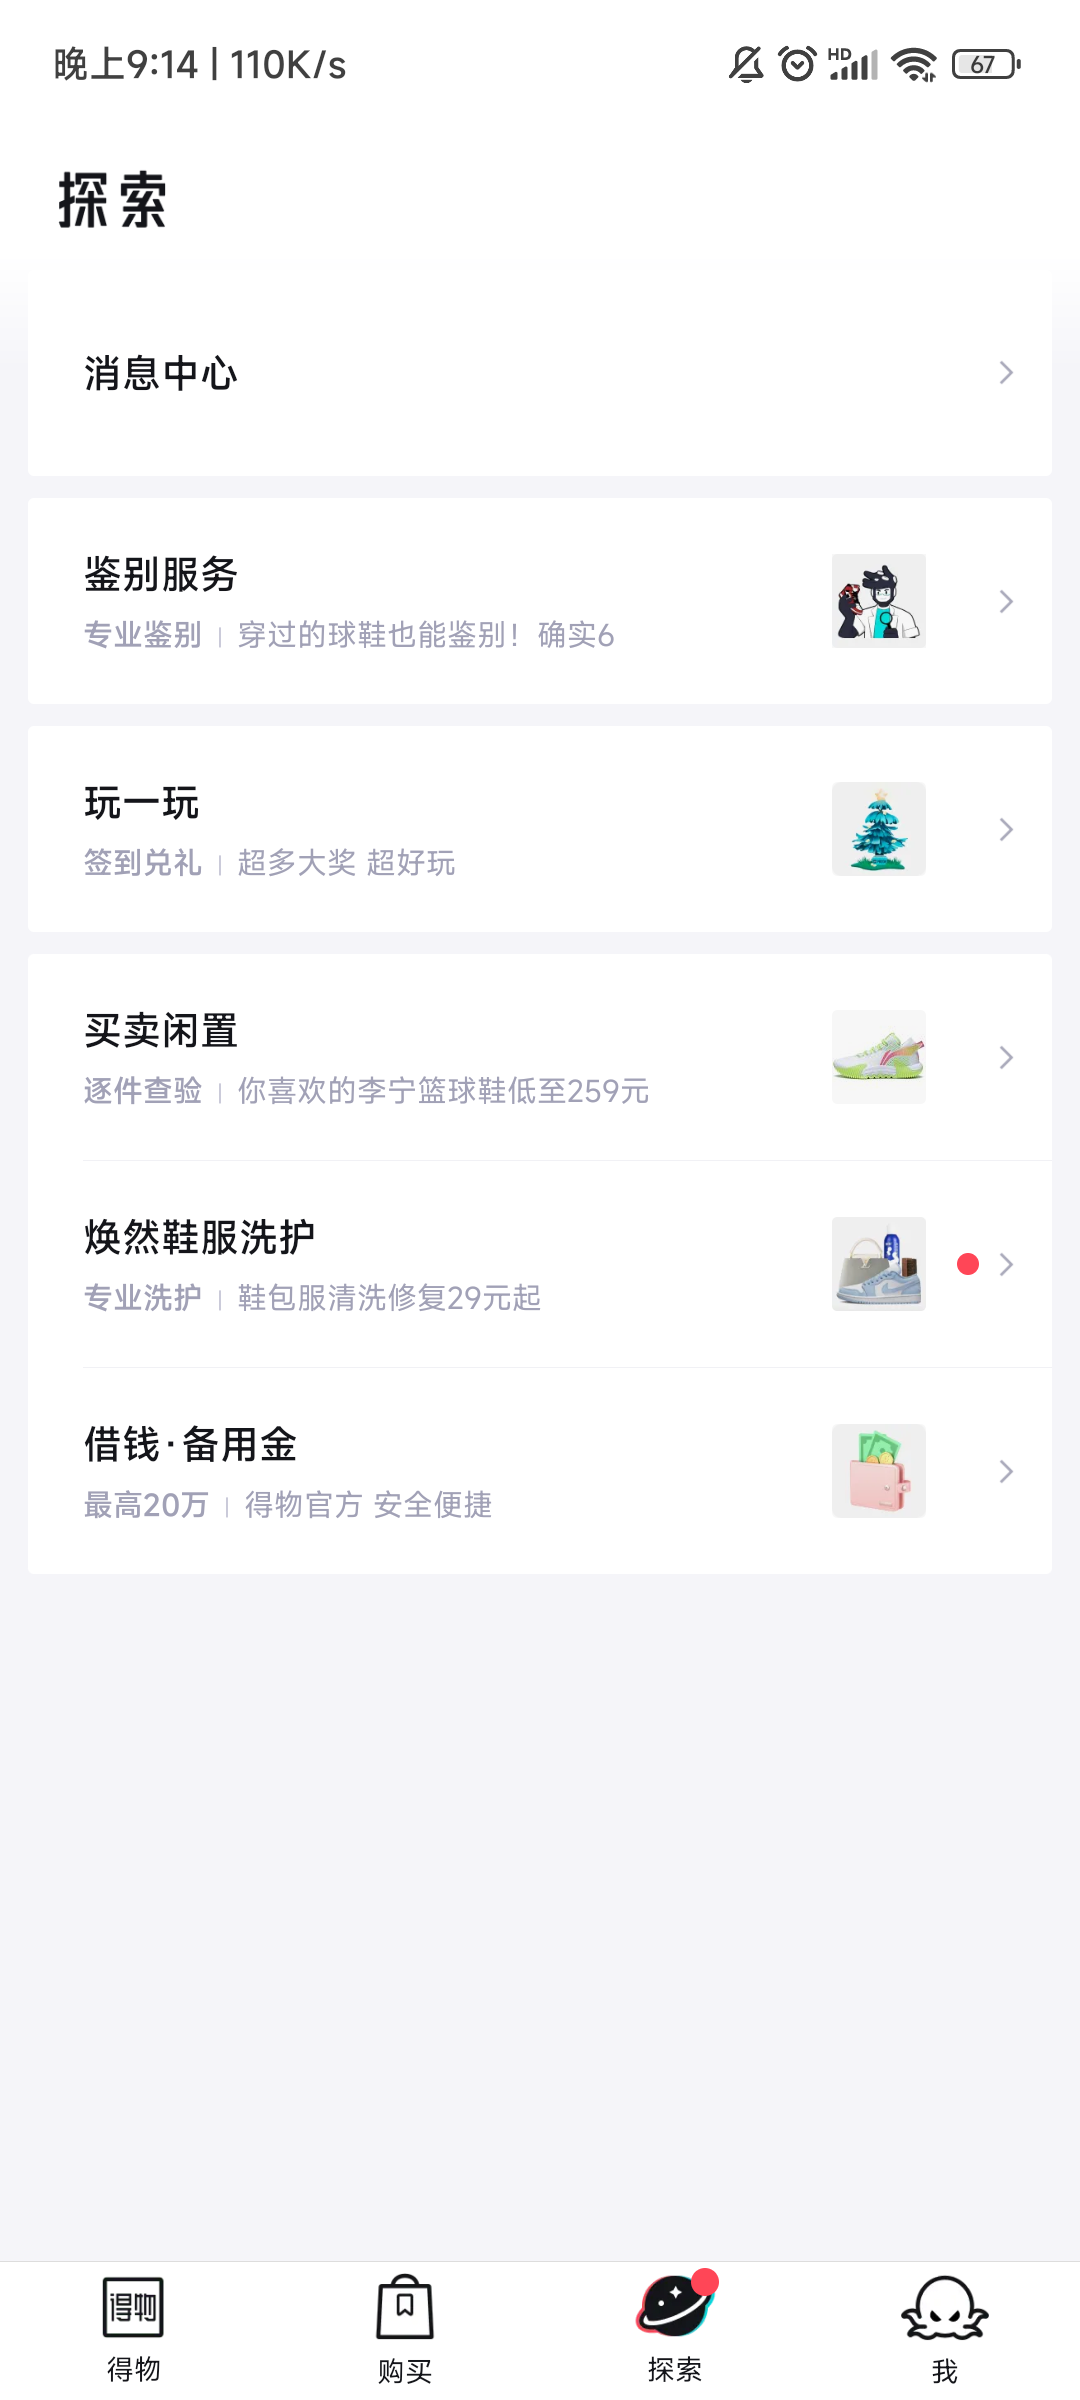 晚上9:14 | 110K/s
HD
67
探索
消息中心
鉴别服务
专业鉴别 | 穿过的球鞋也能鉴别！确实6
玩一玩
签到兑礼 | 超多大奖 超好玩
买卖闲置
逐件查验 | 你喜欢的李宁篮球鞋低至259元
焕然鞋服洗护
专业洗护 | 鞋包服清洗修复29元起
借钱·备用金
最高20万 | 得物官方 安全便捷
得物
得物
购买
探索
我